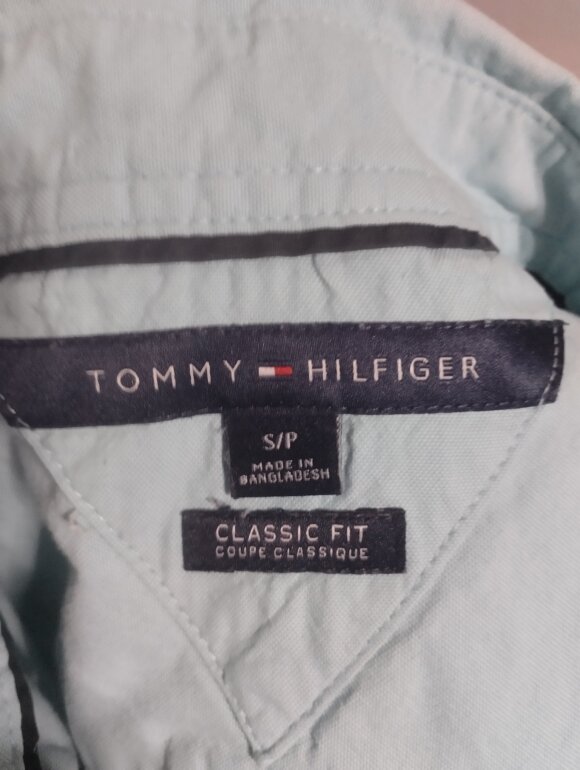 TOMMY HILFIGER
S/P
MADE IN
BANGLADESH
CLASSIC FIT
COUPE CLASSIQUE